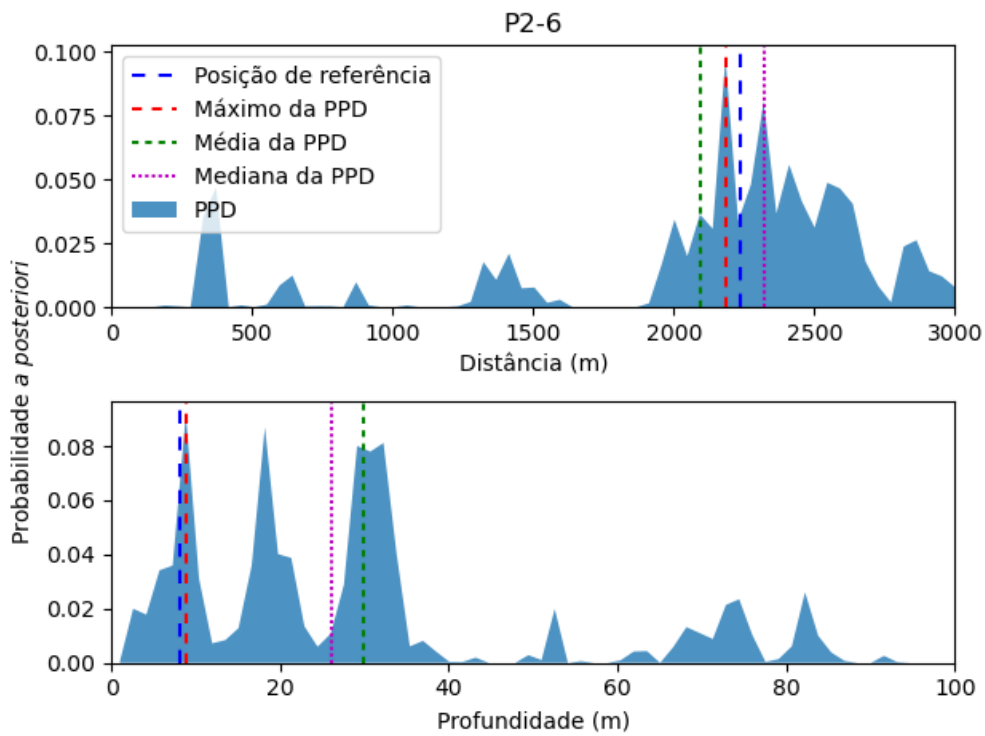 P2-6
0.100
0.075
0.050
0.025
0.000
Posição de referência
Máximo da PPD
Média da PPD
Mediana da PPD
PPD
0 500 1000 1500 2000 2500 3000
Distância (m)
Probabilidade a posteriori
0.08
0.06
0.04
0.02
0.00
0 20 40 60 80 100
Profundidade (m)